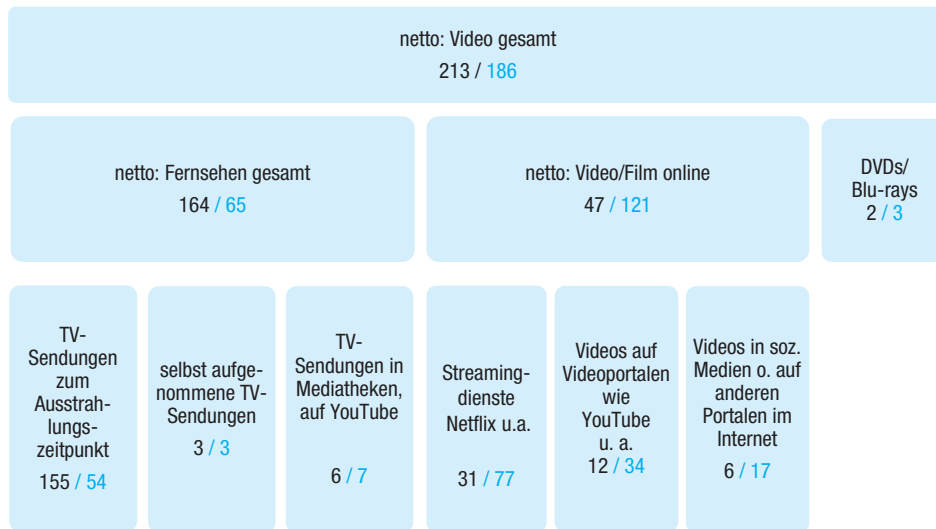 netto: Video gesamt
213 / 186
netto: Fernsehen gesamt
164 / 65
netto: Video/Film online
47 / 121
DVDs/
Blu-rays
2 / 3
TV-
Sendungen
zum
Ausstrah-
lungs-
zeitpunkt
155 / 54
selbst aufge-
nommene TV-
Sendungen
3 / 3
TV-
Sendungen in
Mediatheken,
auf YouTube
6 / 7
Streaming-
dienste
Netflix u.a.
31 / 77
Videos auf
Videoportalen
wie
YouTube
u. a.
12 / 34
Videos in soz.
Medien o. auf
anderen
Portalen im
Internet
6 / 17